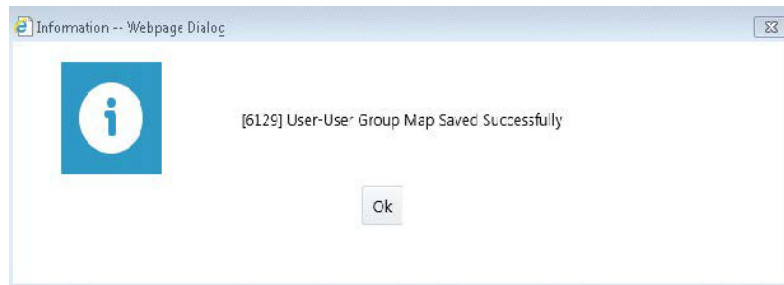 Information -- Webpage Dialog
[6129] User-User Group Map Saved Successfully
Ok